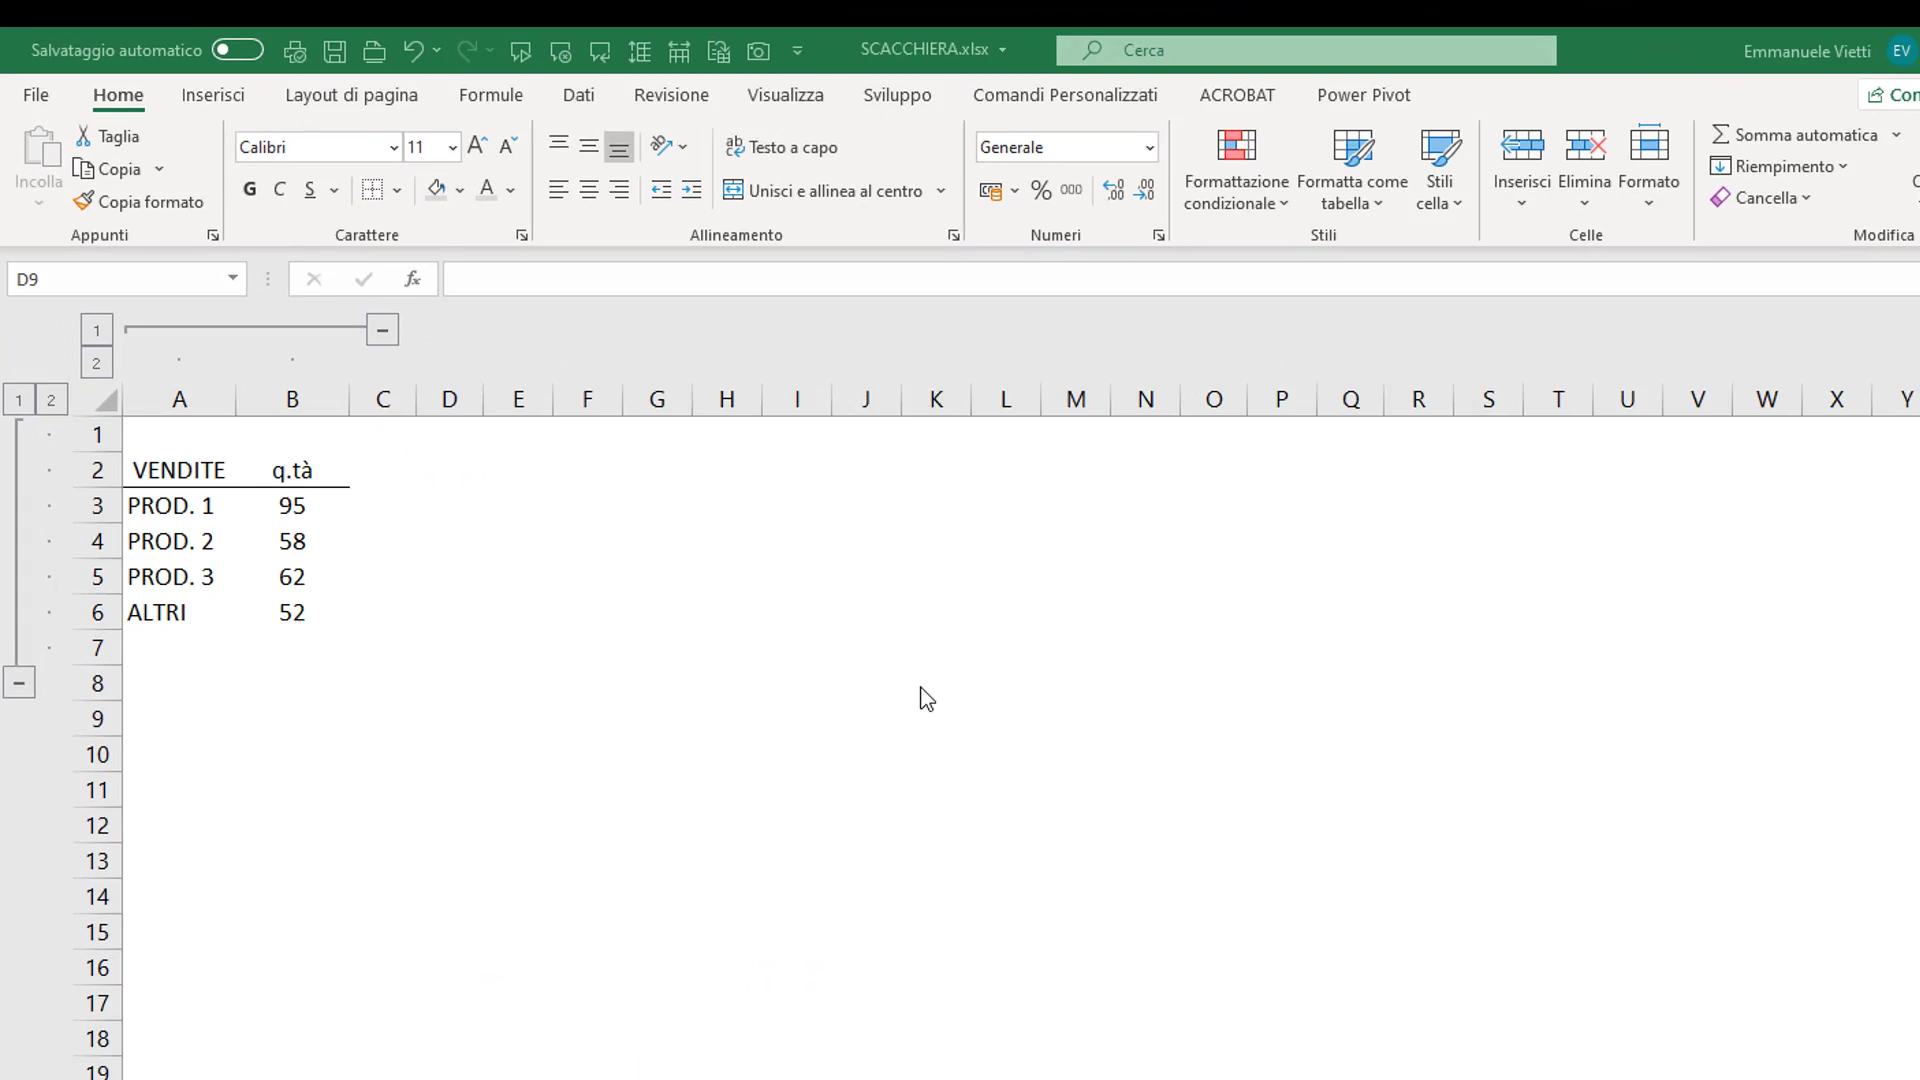 Salvataggio automatico SCACCHIERA.xlsx Cerca Emmanuele Vietti EV
File Home Inserisci Layout di pagina Formule Dati Revisione Visualizza Sviluppo Comandi Personalizzati ACROBAT Power Pivot
Incolla
Taglia
Copia
Copia formato
Appunti
Calibri 11
G C S
Carattere
Testo a capo
Unisci e allinea al centro
Allineamento
Generale
% 000
Numeri
Formattazione condizionale
Formatta come tabella
Stili cella
Stili
Inserisci Elimina Formato
Celle
Somma automatica
Riempimento
Cancella
Modifica
D9 fx
1
2
1 2 A B C D E F G H I J K L M N O P Q R S T U V W X Y
1
2 VENDITE q.tà
3 PROD. 1 95
4 PROD. 2 58
5 PROD. 3 62
6 ALTRI 52
7
8
9
10
11
12
13
14
15
16
17
18
19